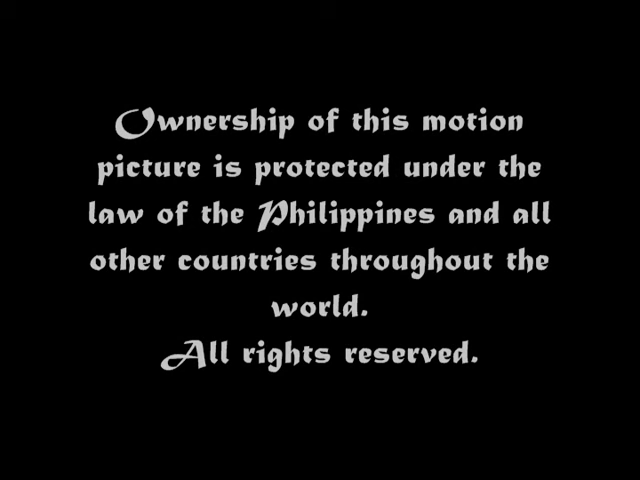 Ownership of this motion
picture is protected under the
law of the Philippines and all
other countries throughout the
world.
All rights reserved.